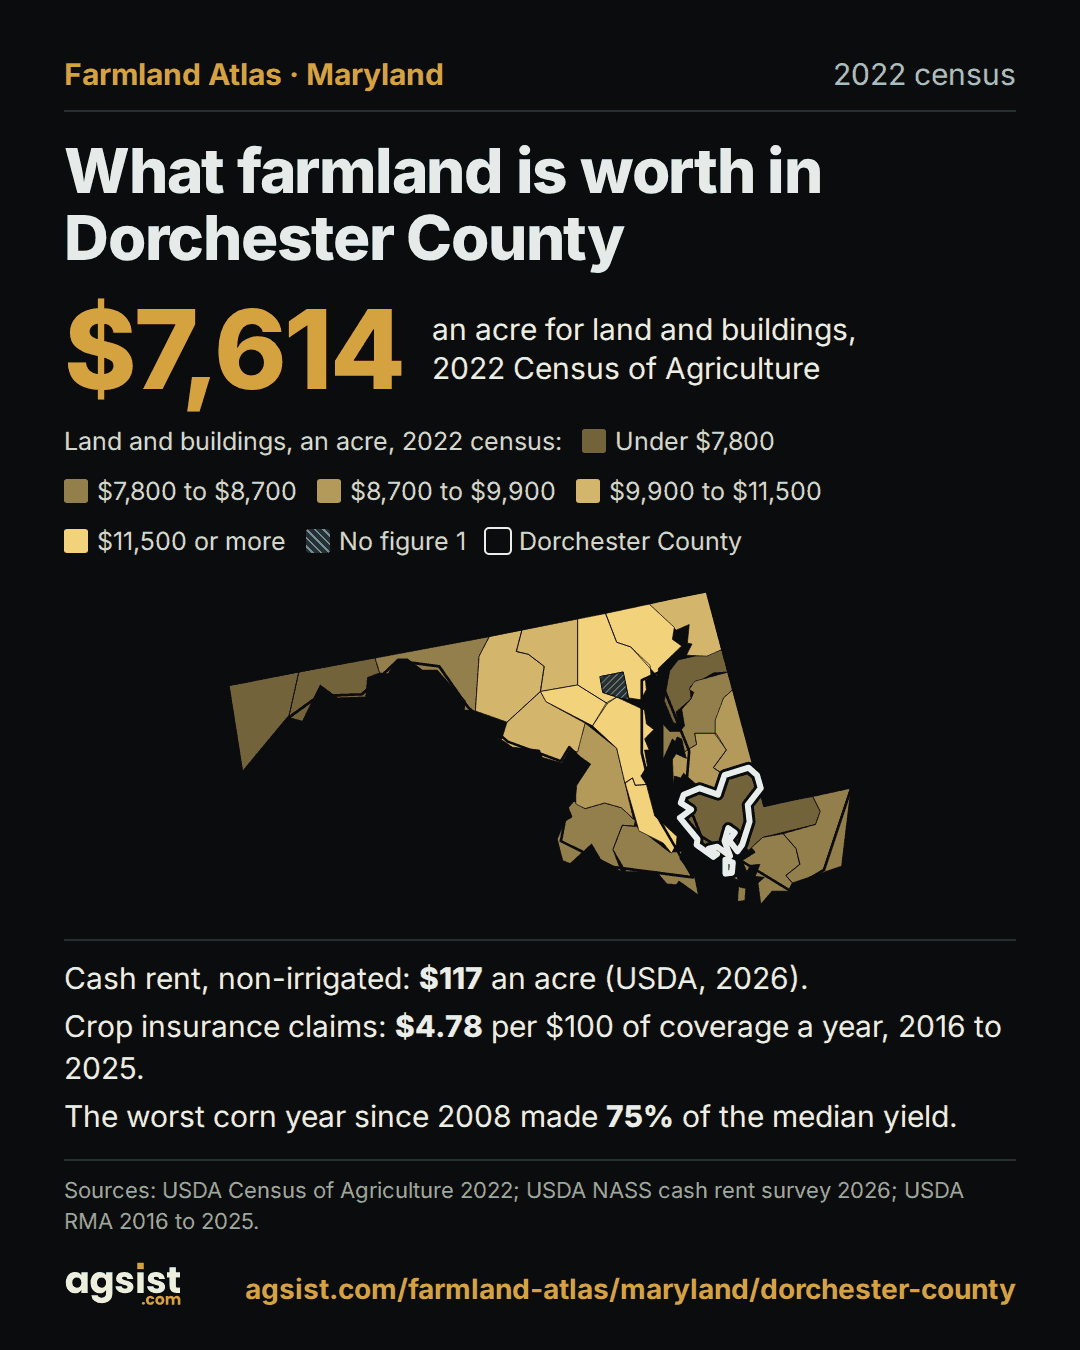 Farmland Atlas · Maryland
2022 census
What farmland is worth in
Dorchester County
$7,614
an acre for land and buildings,
2022 Census of Agriculture
Land and buildings, an acre, 2022 census: Under $7,800
$7,800 to $8,700 $8,700 to $9,900 $9,900 to $11,500
$11,500 or more No figure 1 Dorchester County
Cash rent, non-irrigated: $117 an acre (USDA, 2026).
Crop insurance claims: $4.78 per $100 of coverage a year, 2016 to
2025.
The worst corn year since 2008 made 75% of the median yield.
Sources: USDA Census of Agriculture 2022; USDA NASS cash rent survey 2026; USDA
RMA 2016 to 2025.
agsist
.com
agsist.com/farmland-atlas/maryland/dorchester-county